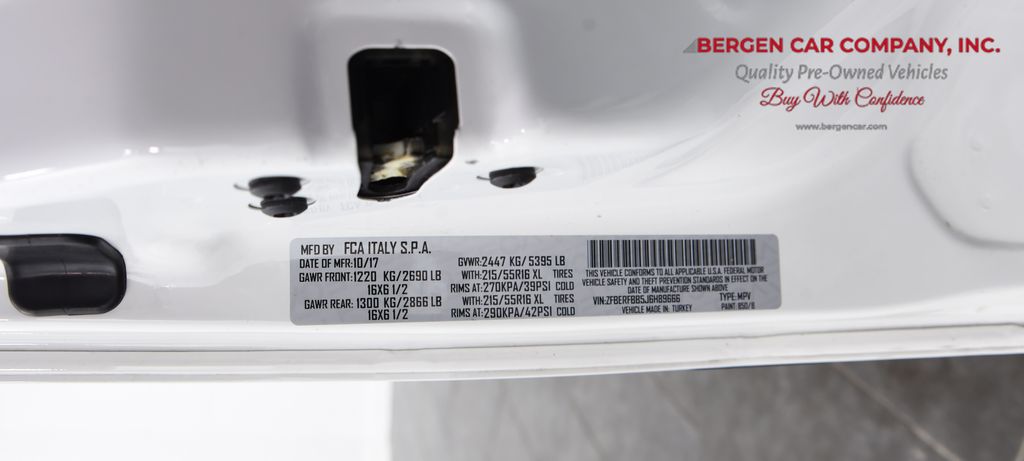 BERGEN CAR COMPANY, INC.
Quality Pre-Owned Vehicles
Buy With Confidence
www.bergencar.com
MFD BY FCA ITALY S.P.A.
DATE OF MFR: 10/17
GAWR FRONT: 1220 KG/2690 LB
16X6 1/2
GAWR REAR: 1300 KG/2866 LB
16X6 1/2
GVWR: 2447 KG/5395 LB
WITH: 215/55R16 XL TIRES
RIMS AT: 270KPA/39PSI COLD
WITH: 215/55R16 XL TIRES
RIMS AT: 290KPA/42PSI COLD
THIS VEHICLE CONFORMS TO ALL APPLICABLE U.S.A. FEDERAL MOTOR
VEHICLE SAFETY AND THEFT PREVENTION STANDARDS IN EFFECT ON THE
DATE OF MANUFACTURE SHOWN ABOVE
VIN: ZFBERFBB5J6H89666 TYPE: MPV
VEHICLE MADE IN: TURKEY PAINT: 850/B